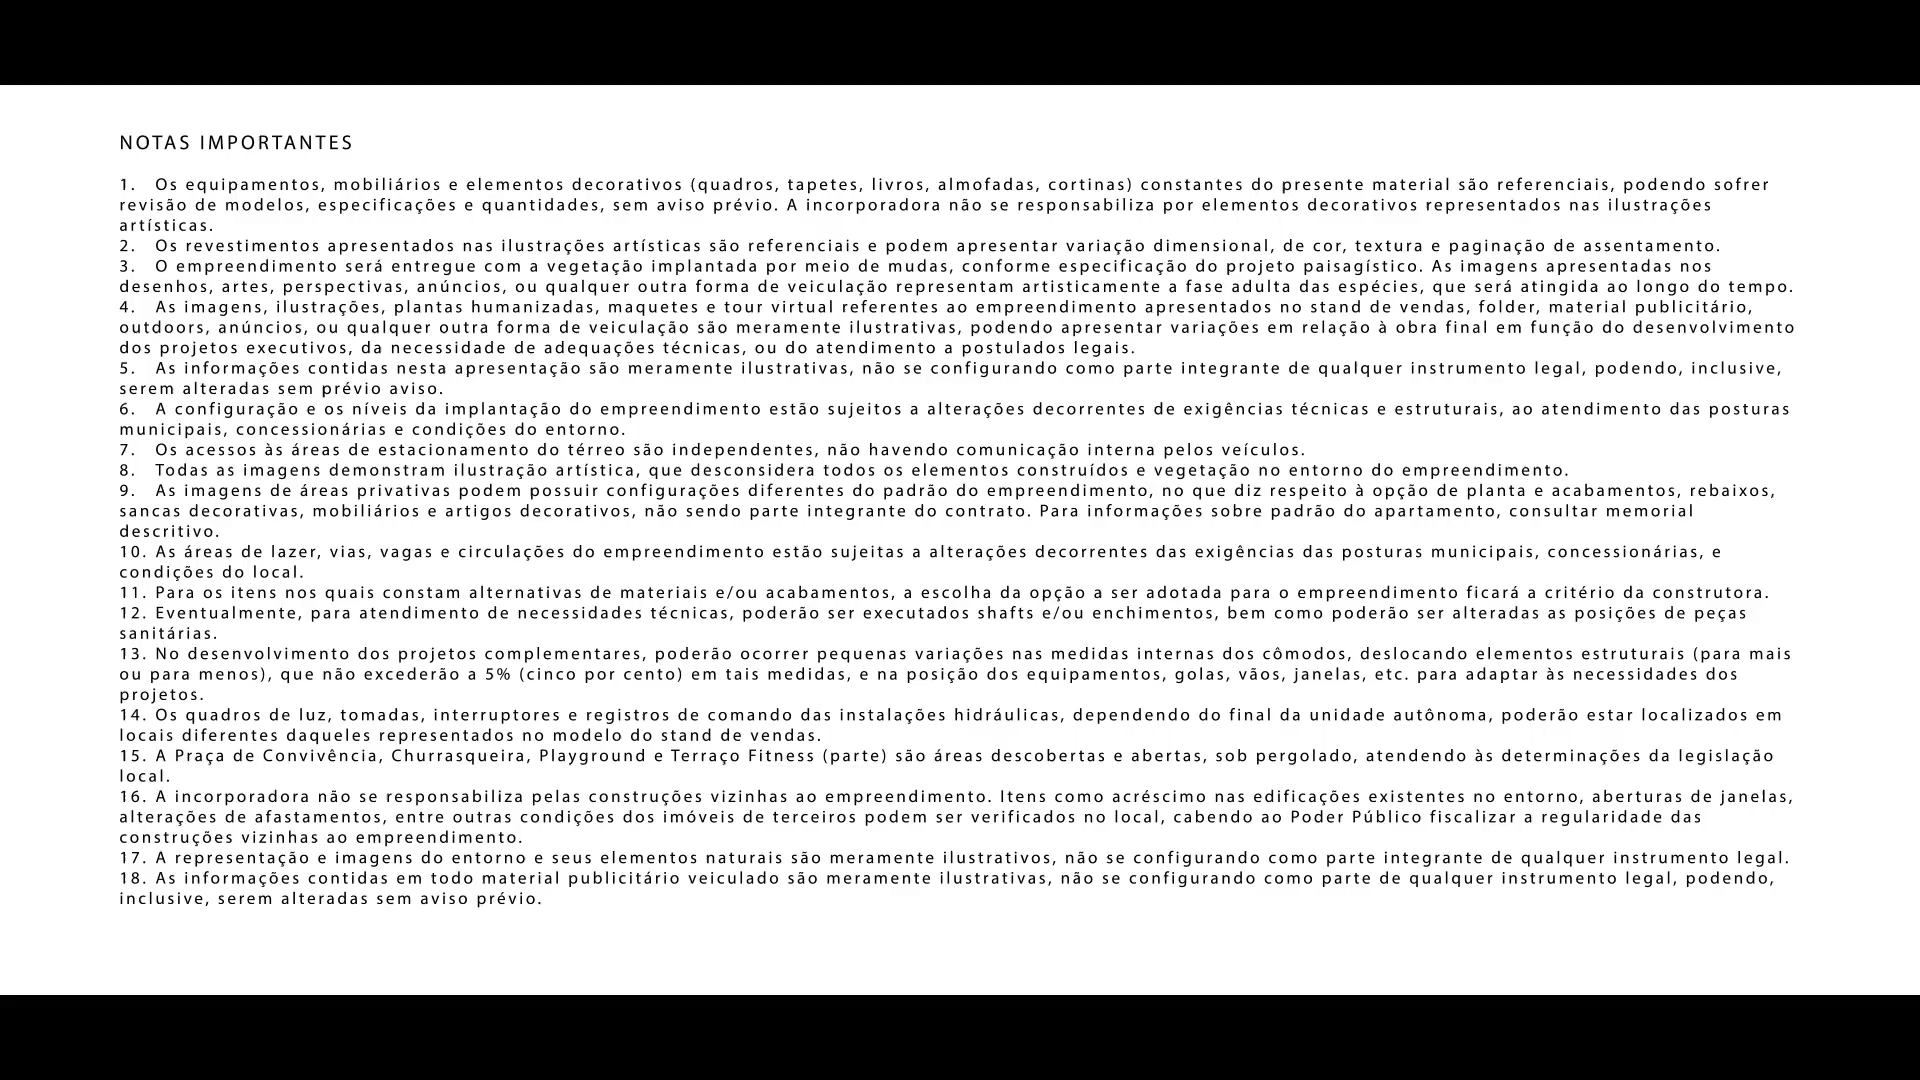 NOTAS IMPORTANTES
1. Os equipamentos, mobiliários e elementos decorativos (quadros, tapetes, livros, almofadas, cortinas) constantes do presente material são referenciais, podendo sofrer
revisão de modelos, especificações e quantidades, sem aviso prévio. A incorporadora não se responsabiliza por elementos decorativos representados nas ilustrações
artísticas.
2. Os revestimentos apresentados nas ilustrações artísticas são referenciais e podem apresentar variação dimensional, de cor, textura e paginação de assentamento.
3. O empreendimento será entregue com a vegetação implantada por meio de mudas, conforme especificação do projeto paisagístico. As imagens apresentadas nos
desenhos, artes, perspectivas, anúncios, ou qualquer outra forma de veiculação representam artisticamente a fase adulta das espécies, que será atingida ao longo do tempo.
4. As imagens, ilustrações, plantas humanizadas, maquetes e tour virtual referentes ao empreendimento apresentados no stand de vendas, folder, material publicitário,
outdoors, anúncios, ou qualquer outra forma de veiculação são meramente ilustrativas, podendo apresentar variações em relação à obra final em função do desenvolvimento
dos projetos executivos, da necessidade de adequações técnicas, ou do atendimento a postulados legais.
5. As informações contidas nesta apresentação são meramente ilustrativas, não se configurando como parte integrante de qualquer instrumento legal, podendo, inclusive,
serem alteradas sem prévio aviso.
6. A configuração e os níveis da implantação do empreendimento estão sujeitos a alterações decorrentes de exigências técnicas e estruturais, ao atendimento das posturas
municipais, concessionárias e condições do entorno.
7. Os acessos às áreas de estacionamento do térreo são independentes, não havendo comunicação interna pelos veículos.
8. Todas as imagens demonstram ilustração artística, que desconsidera todos os elementos construídos e vegetação no entorno do empreendimento.
9. As imagens de áreas privativas podem possuir configurações diferentes do padrão do empreendimento, no que diz respeito à opção de planta e acabamentos, rebaixos,
sancas decorativas, mobiliários e artigos decorativos, não sendo parte integrante do contrato. Para informações sobre padrão do apartamento, consultar memorial
descritivo.
10. As áreas de lazer, vias, vagas e circulações do empreendimento estão sujeitas a alterações decorrentes das exigências das posturas municipais, concessionárias, e
condições do local.
11. Para os itens nos quais constam alternativas de materiais e/ou acabamentos, a escolha da opção a ser adotada para o empreendimento ficará a critério da construtora.
12. Eventualmente, para atendimento de necessidades técnicas, poderão ser executados shafts e/ou enchimentos, bem como poderão ser alteradas as posições de peças
sanitárias.
13. No desenvolvimento dos projetos complementares, poderão ocorrer pequenas variações nas medidas internas dos cômodos, deslocando elementos estruturais (para mais
ou para menos), que não excederão a 5% (cinco por cento) em tais medidas, e na posição dos equipamentos, golas, vãos, janelas, etc. para adaptar às necessidades dos
projetos.
14. Os quadros de luz, tomadas, interruptores e registros de comando das instalações hidráulicas, dependendo do final da unidade autônoma, poderão estar localizados em
locais diferentes daqueles representados no modelo do stand de vendas.
15. A Praça de Convivência, Churrasqueira, Playground e Terraço Fitness (parte) são áreas descobertas e abertas, sob pergolado, atendendo às determinações da legislação
local.
16. A incorporadora não se responsabiliza pelas construções vizinhas ao empreendimento. Itens como acréscimo nas edificações existentes no entorno, aberturas de janelas,
alterações de afastamentos, entre outras condições dos imóveis de terceiros podem ser verificados no local, cabendo ao Poder Público fiscalizar a regularidade das
construções vizinhas ao empreendimento.
17. A representação e imagens do entorno e seus elementos naturais são meramente ilustrativos, não se configurando como parte integrante de qualquer instrumento legal.
18. As informações contidas em todo material publicitário veiculado são meramente ilustrativas, não se configurando como parte de qualquer instrumento legal, podendo,
inclusive, serem alteradas sem aviso prévio.